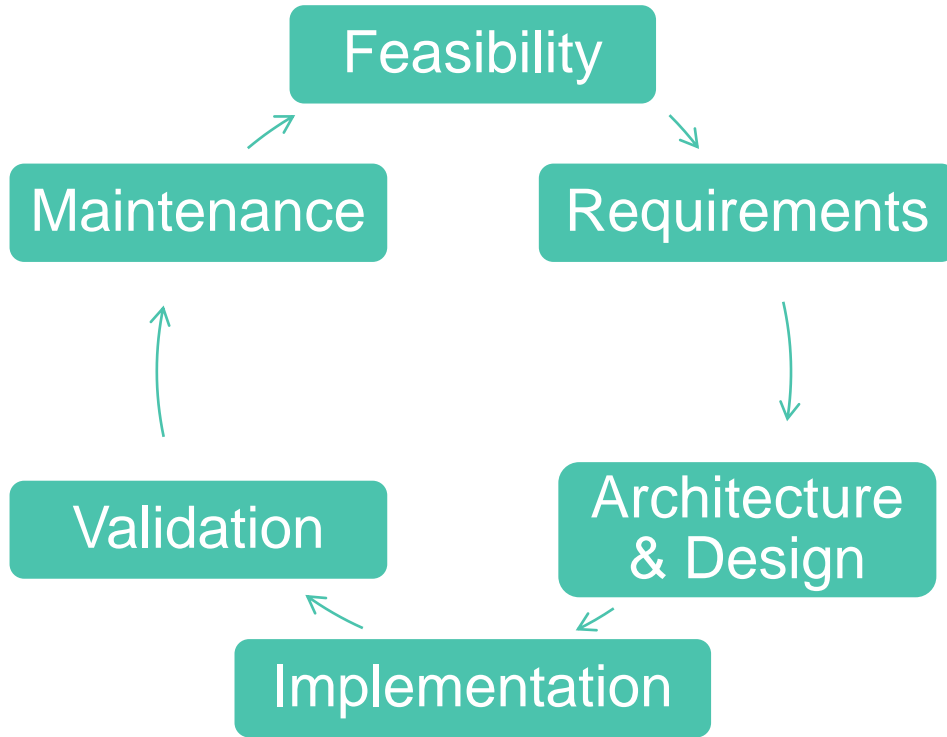 Feasibility
Requirements
Architecture
& Design
Implementation
Validation
Maintenance